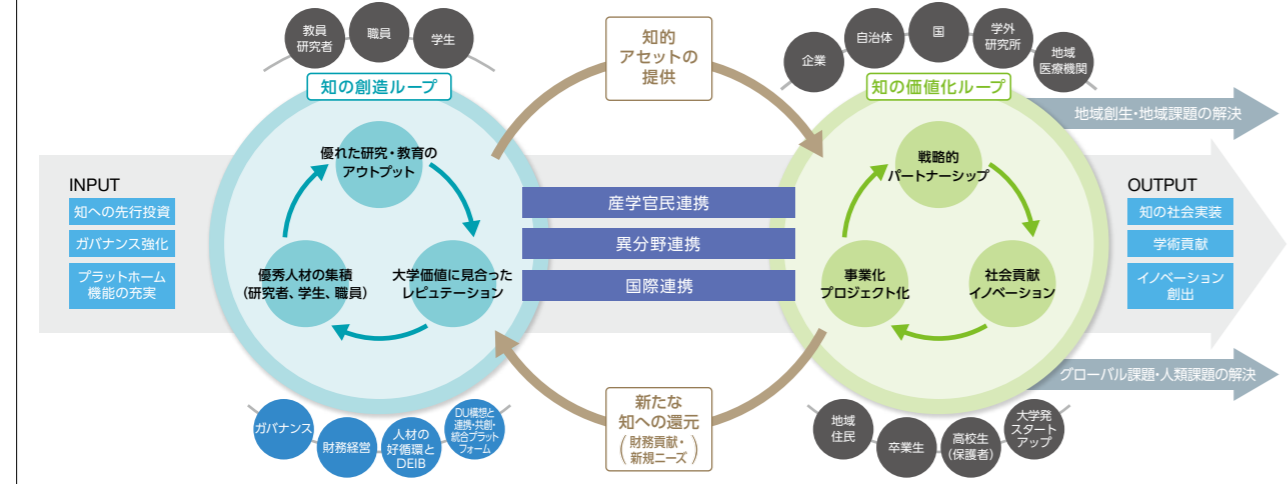 教員
研究者
職員
学生
知の創造ループ
優れた研究・教育の
アウトプット
大学価値に見合った
レピュテーション
優秀人材の集積
（研究者、学生、職員）
INPUT
知への先行投資
ガバナンス強化
プラットホーム
機能の充実
ガバナンス
財務経営
人材の
好循環と
DEIB
DU構想と
連携・共創・
統合プラット
フォーム
知的
アセットの
提供
産学官民連携
異分野連携
国際連携
新たな
知への還元
（財務貢献・
新規ニーズ）
企業
自治体
国
学外
研究所
地域
医療機関
知の価値化ループ
戦略的
パートナーシップ
社会貢献
イノベーション
事業化
プロジェクト化
地域
住民
卒業生
高校生
（保護者）
大学発
スタート
アップ
地域創生・地域課題の解決
OUTPUT
知の社会実装
学術貢献
イノベーション
創出
グローバル課題・人類課題の解決